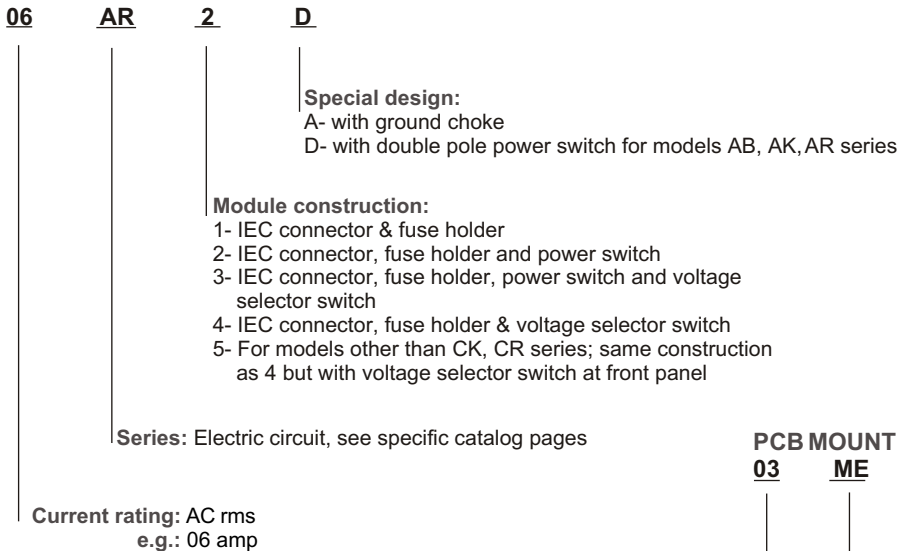 06 AR 2 D
Special design:
A- with ground choke
D- with double pole power switch for models AB, AK, AR series
Module construction:
1- IEC connector & fuse holder
2- IEC connector, fuse holder and power switch
3- IEC connector, fuse holder, power switch and voltage
selector switch
4- IEC connector, fuse holder & voltage selector switch
5- For models other than CK, CR series; same construction
as 4 but with voltage selector switch at front panel
Series: Electric circuit, see specific catalog pages
PCB MOUNT
03 ME
Current rating: AC rms
e.g.: 06 amp